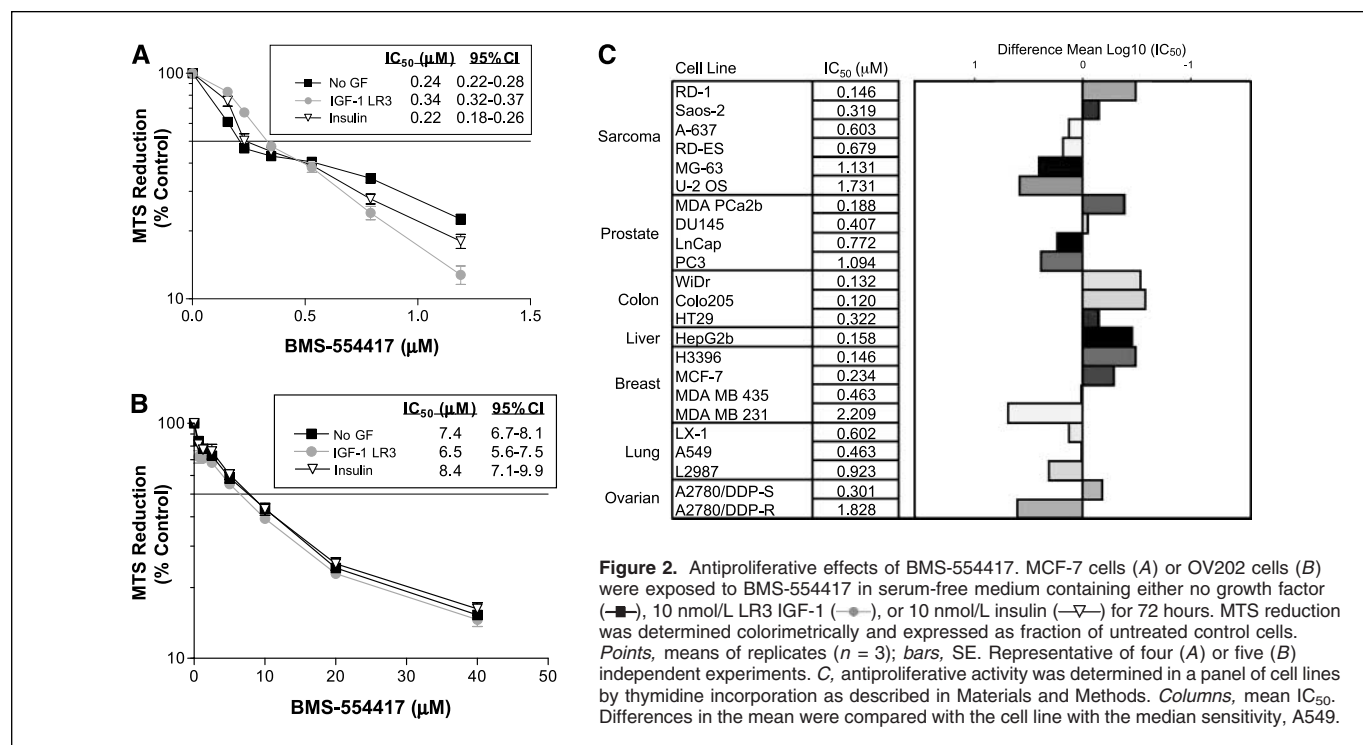 A
IC₅₀ (μM) 95% CI
No GF 0.24 0.22-0.28
IGF-1 LR3 0.34 0.32-0.37
Insulin 0.22 0.18-0.26
100
10
MTS Reduction
(% Control)
0.0 0.5 1.0 1.5
BMS-554417 (μM)
B
IC₅₀ (μM) 95% CI
No GF 7.4 6.7-8.1
IGF-1 LR3 6.5 5.6-7.5
Insulin 8.4 7.1-9.9
100
10
MTS Reduction
(% Control)
0 10 20 30 40 50
BMS-554417 (μM)
C
Difference Mean Log10 (IC₅₀)
Cell Line IC₅₀ (μM) 1 0 -1
Sarcoma
RD-1 0.146
Saos-2 0.319
A-637 0.603
RD-ES 0.679
MG-63 1.131
U-2 OS 1.731
Prostate
MDA PCa2b 0.188
DU145 0.407
LnCap 0.772
PC3 1.094
Colon
WiDr 0.132
Colo205 0.120
HT29 0.322
Liver
HepG2b 0.158
Breast
H3396 0.146
MCF-7 0.234
MDA MB 435 0.463
MDA MB 231 2.209
Lung
LX-1 0.602
A549 0.463
L2987 0.923
Ovarian
A2780/DDP-S 0.301
A2780/DDP-R 1.828
Figure 2. Antiproliferative effects of BMS-554417. MCF-7 cells (A) or OV202 cells (B)
were exposed to BMS-554417 in serum-free medium containing either no growth factor
(—■—), 10 nmol/L LR3 IGF-1 (—●—), or 10 nmol/L insulin (—▽—) for 72 hours. MTS reduction
was determined colorimetrically and expressed as fraction of untreated control cells.
Points, means of replicates (n = 3); bars, SE. Representative of four (A) or five (B)
independent experiments. C, antiproliferative activity was determined in a panel of cell lines
by thymidine incorporation as described in Materials and Methods. Columns, mean IC₅₀.
Differences in the mean were compared with the cell line with the median sensitivity, A549.